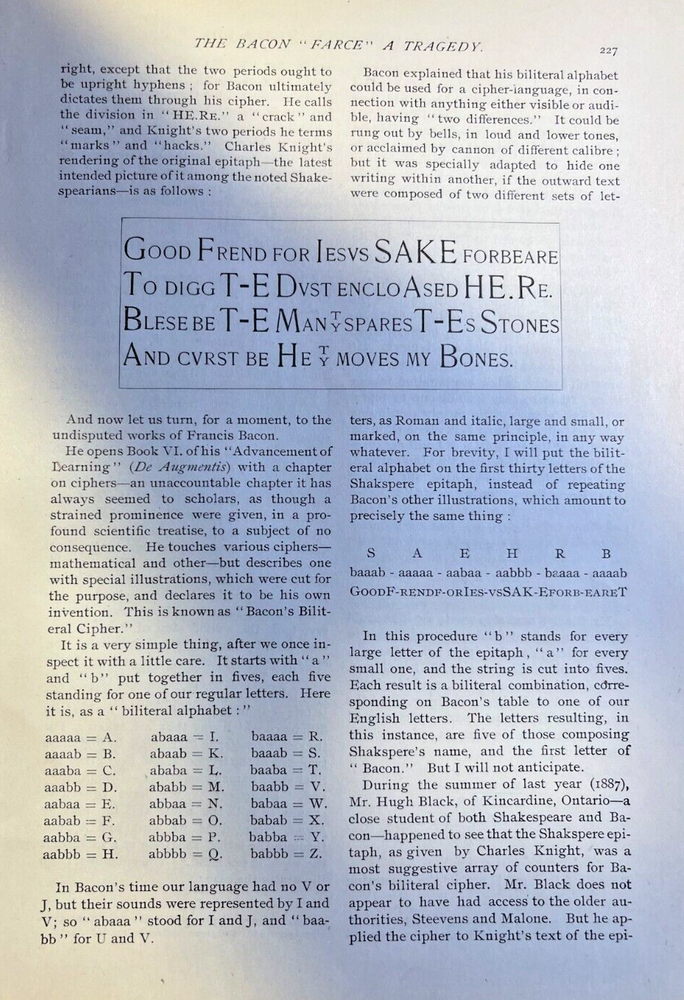 THE BACON "FARCE" A TRAGEDY.
227
right, except that the two periods ought to
be upright hyphens; for Bacon ultimately
dictates them through his cipher. He calls
the division in "HE.Re." a "crack" and
"seam," and Knight's two periods he terms
"marks" and "hacks." Charles Knight's
rendering of the original epitaph—the latest
intended picture of it among the noted Shake-
spearians—is as follows:
Bacon explained that his biliteral alphabet
could be used for a cipher-language, in con-
nection with anything either visible or audi-
ble, having "two differences." It could be
rung out by bells, in loud and lower tones,
or acclaimed by cannon of different calibre;
but it was specially adapted to hide one
writing within another, if the outward text
were composed of two different sets of let-
GOOD FREND FOR IESVS SAKE FORBEARE
TO DIGG T-E DVST ENCLOASED HE.RE.
BLESE BE T-E MAN TY SPARES T-ES STONES
AND CVRST BE HE TY MOVES MY BONES.
And now let us turn, for a moment, to the
undisputed works of Francis Bacon.
He opens Book VI. of his "Advancement of
Learning" (De Augmentis) with a chapter
on ciphers—an unaccountable chapter it has
always seemed to scholars, as though a
strained prominence were given, in a pro-
found scientific treatise, to a subject of no
consequence. He touches various ciphers—
mathematical and other—but describes one
with special illustrations, which were cut for
the purpose, and declares it to be his own
invention. This is known as "Bacon's Bilit-
eral Cipher."
It is a very simple thing, after we once in-
spect it with a little care. It starts with "a"
and "b" put together in fives, each five
standing for one of our regular letters. Here
it is, as a "biliteral alphabet:"
aaaaa = A. abaaa = I. baaaa = R.
aaaab = B. abaab = K. baaab = S.
aaaba = C. ababa = L. baaba = T.
aaabb = D. ababb = M. baabb = V.
aabaa = E. abbaa = N. babaa = W.
aabab = F. abbab = O. babab = X.
aabba = G. abbba = P. babba = Y.
aabbb = H. abbbb = Q. babbb = Z.
In Bacon's time our language had no V or
J, but their sounds were represented by I and
V; so "abaaa" stood for I and J, and "baa-
bb" for U and V.
ters, as Roman and italic, large and small, or
marked, on the same principle, in any way
whatever. For brevity, I will put the bilit-
eral alphabet on the first thirty letters of the
Shakspere epitaph, instead of repeating
Bacon's other illustrations, which amount to
precisely the same thing:
S A E H R B
baaab - aaaaa - aabaa - aabbb - baaaa - aaaab
GOODF-RENDF-ORIES-VSSAK-EFORB-EARET
In this procedure "b" stands for every
large letter of the epitaph, "a" for every
small one, and the string is cut into fives.
Each result is a biliteral combination, corre-
sponding on Bacon's table to one of our
English letters. The letters resulting, in
this instance, are five of those composing
Shakspere's name, and the first letter of
"Bacon." But I will not anticipate.
During the summer of last year (1887),
Mr. Hugh Black, of Kincardine, Ontario—a
close student of both Shakespeare and Ba-
con—happened to see that the Shakspere epi-
taph, as given by Charles Knight, was a
most suggestive array of counters for Ba-
con's biliteral cipher. Mr. Black does not
appear to have had access to the older au-
thorities, Steevens and Malone. But he ap-
plied the cipher to Knight's text of the epi-